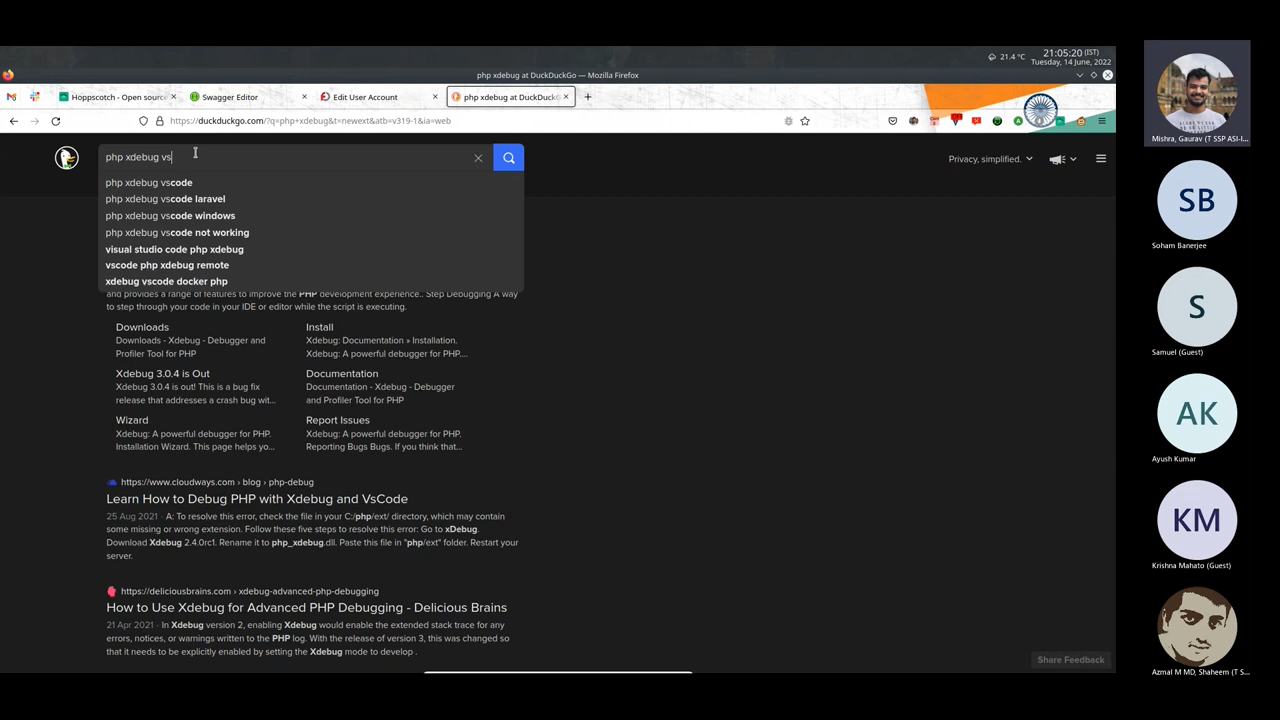 21.4 °C
21:05:20 (IST)
Tuesday, 14 June, 2022
php xdebug at DuckDuckGo — Mozilla Firefox
Hoppscotch - Open source
Swagger Editor
Edit User Account
php xdebug at DuckDuckG
https://duckduckgo.com/?q=php+xdebug&t=newext&atb=v319-1&ia=web
php xdebug vs
Privacy, simplified.
php xdebug vscode
php xdebug vscode laravel
php xdebug vscode windows
php xdebug vscode not working
visual studio code php xdebug
vscode php xdebug remote
xdebug vscode docker php
and provides a range of features to improve the PHP development experience.. Step Debugging A way
to step through your code in your IDE or editor while the script is executing.
Downloads
Downloads - Xdebug - Debugger and
Profiler Tool for PHP
Install
Xdebug: Documentation » Installation.
Xdebug: A powerful debugger for PHP....
Xdebug 3.0.4 is Out
Xdebug 3.0.4 is out! This is a bug fix
release that addresses a crash bug wit...
Documentation
Documentation - Xdebug - Debugger
and Profiler Tool for PHP
Wizard
Xdebug: A powerful debugger for PHP.
Installation Wizard. This page helps yo...
Report Issues
Xdebug: A powerful debugger for PHP.
Reporting Bugs Bugs. If you think that...
https://www.cloudways.com › blog › php-debug
Learn How to Debug PHP with Xdebug and VsCode
25 Aug 2021 · A: To resolve this error, check the file in your C:/php/ext/ directory, which may contain
some missing or wrong extension. Follow these five steps to resolve this error: Go to xDebug.
Download Xdebug 2.4.0rc1. Rename it to php_xdebug.dll. Paste this file in "php/ext" folder. Restart your
server.
https://deliciousbrains.com › xdebug-advanced-php-debugging
How to Use Xdebug for Advanced PHP Debugging - Delicious Brains
21 Apr 2021 · In Xdebug version 2, enabling Xdebug would enable the extended stack trace for any
errors, notices, or warnings written to the PHP log. With the release of version 3, this was changed so
that it needs to be explicitly enabled by setting the Xdebug mode to develop .
Share Feedback
Mishra, Gaurav (T SSP ASI-I...
SB
Soham Banerjee
S
Samuel (Guest)
AK
Ayush Kumar
KM
Krishna Mahato (Guest)
Azmal M MD, Shaheem (T S...